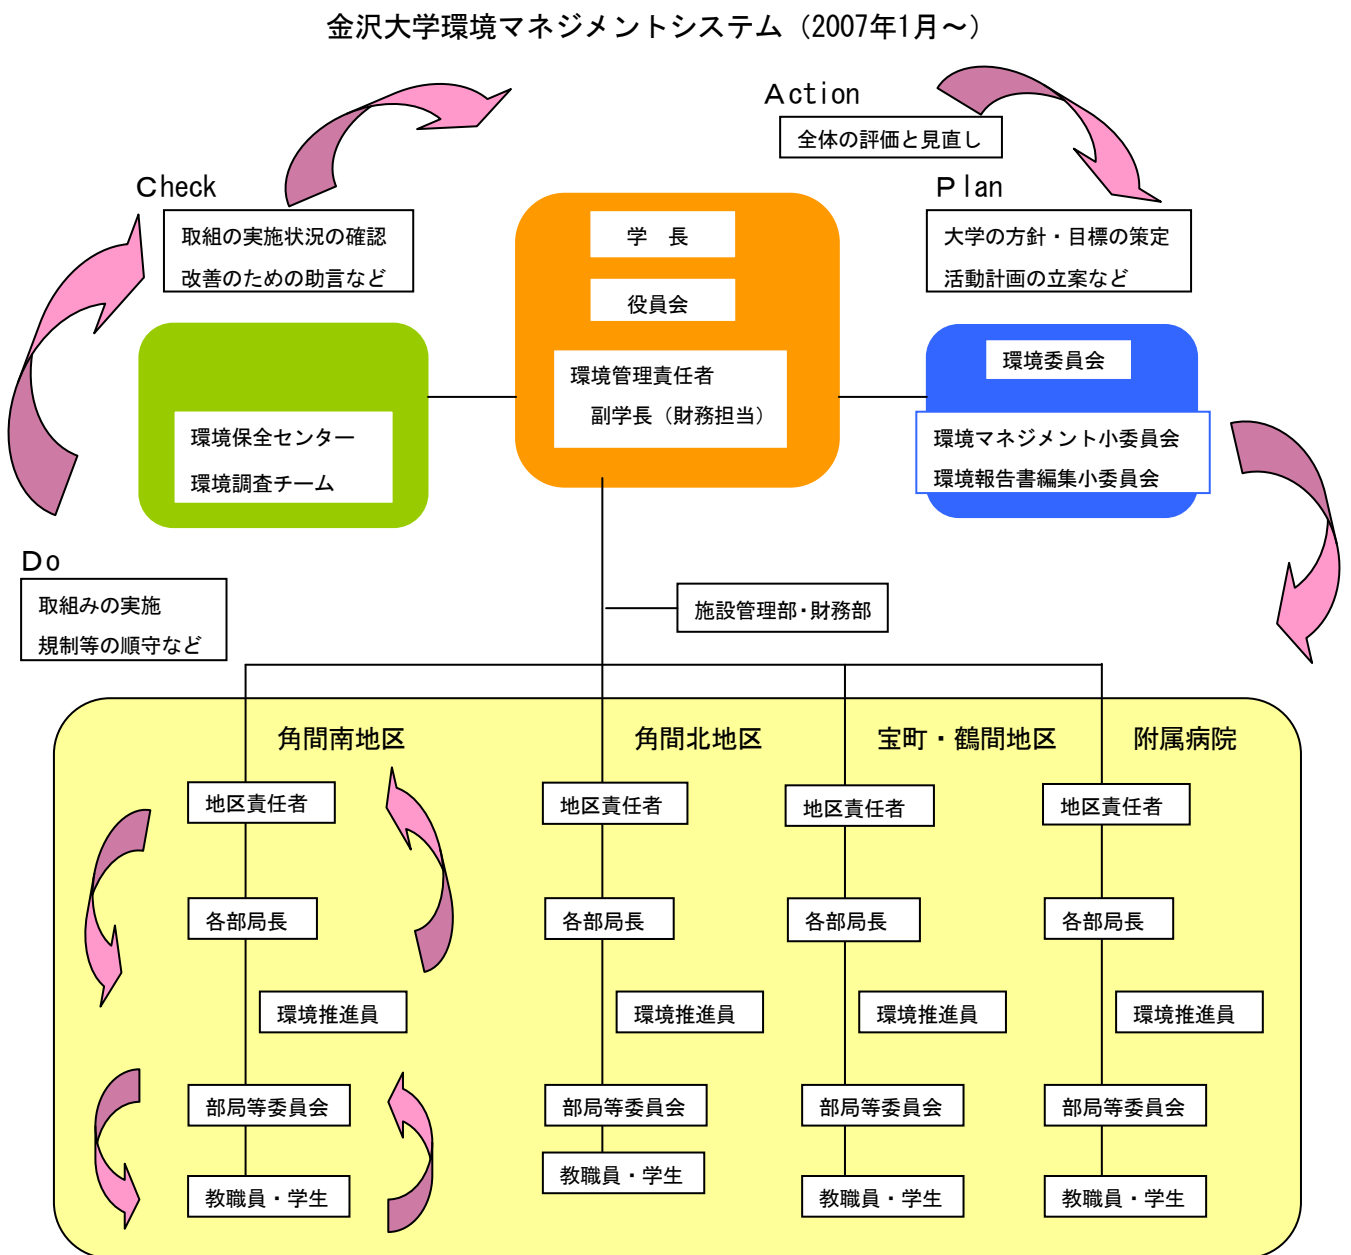 金沢大学環境マネジメントシステム（2007年1月～）
Action
全体の評価と見直し
Check
取組の実施状況の確認
改善のための助言など
Plan
大学の方針・目標の策定
活動計画の立案など
学　長
役員会
環境管理責任者
副学長（財務担当）
環境保全センター
環境調査チーム
環境委員会
環境マネジメント小委員会
環境報告書編集小委員会
Do
取組みの実施
規制等の順守など
施設管理部・財務部
角間南地区
地区責任者
各部局長
環境推進員
部局等委員会
教職員・学生
角間北地区
地区責任者
各部局長
環境推進員
部局等委員会
教職員・学生
宝町・鶴間地区
地区責任者
各部局長
環境推進員
部局等委員会
教職員・学生
附属病院
地区責任者
各部局長
環境推進員
部局等委員会
教職員・学生